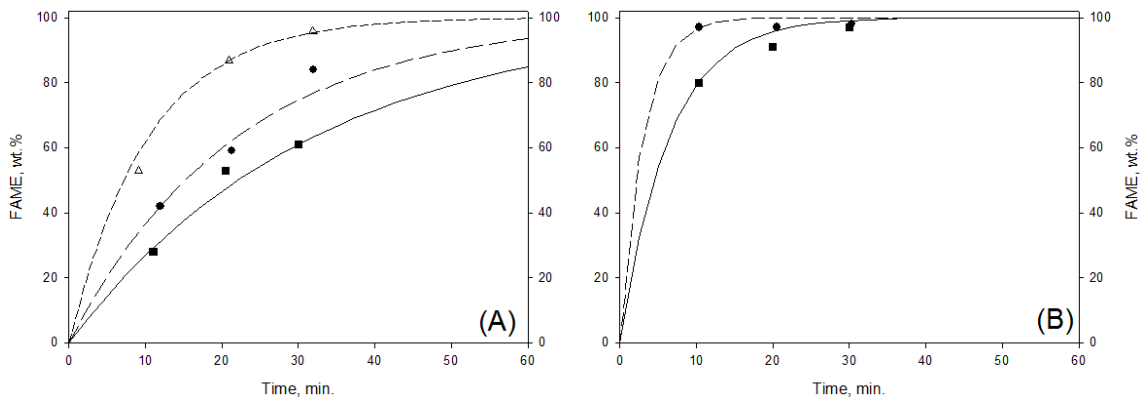 100 100 100 100
80 80 80 80
60 60 60 60
40 40 40 40
20 20 20 20
0 0 0 0
FAME, wt.%
FAME, wt.%
(A) (B)
0 10 20 30 40 50 60 0 10 20 30 40 50 60
Time, min. Time, min.